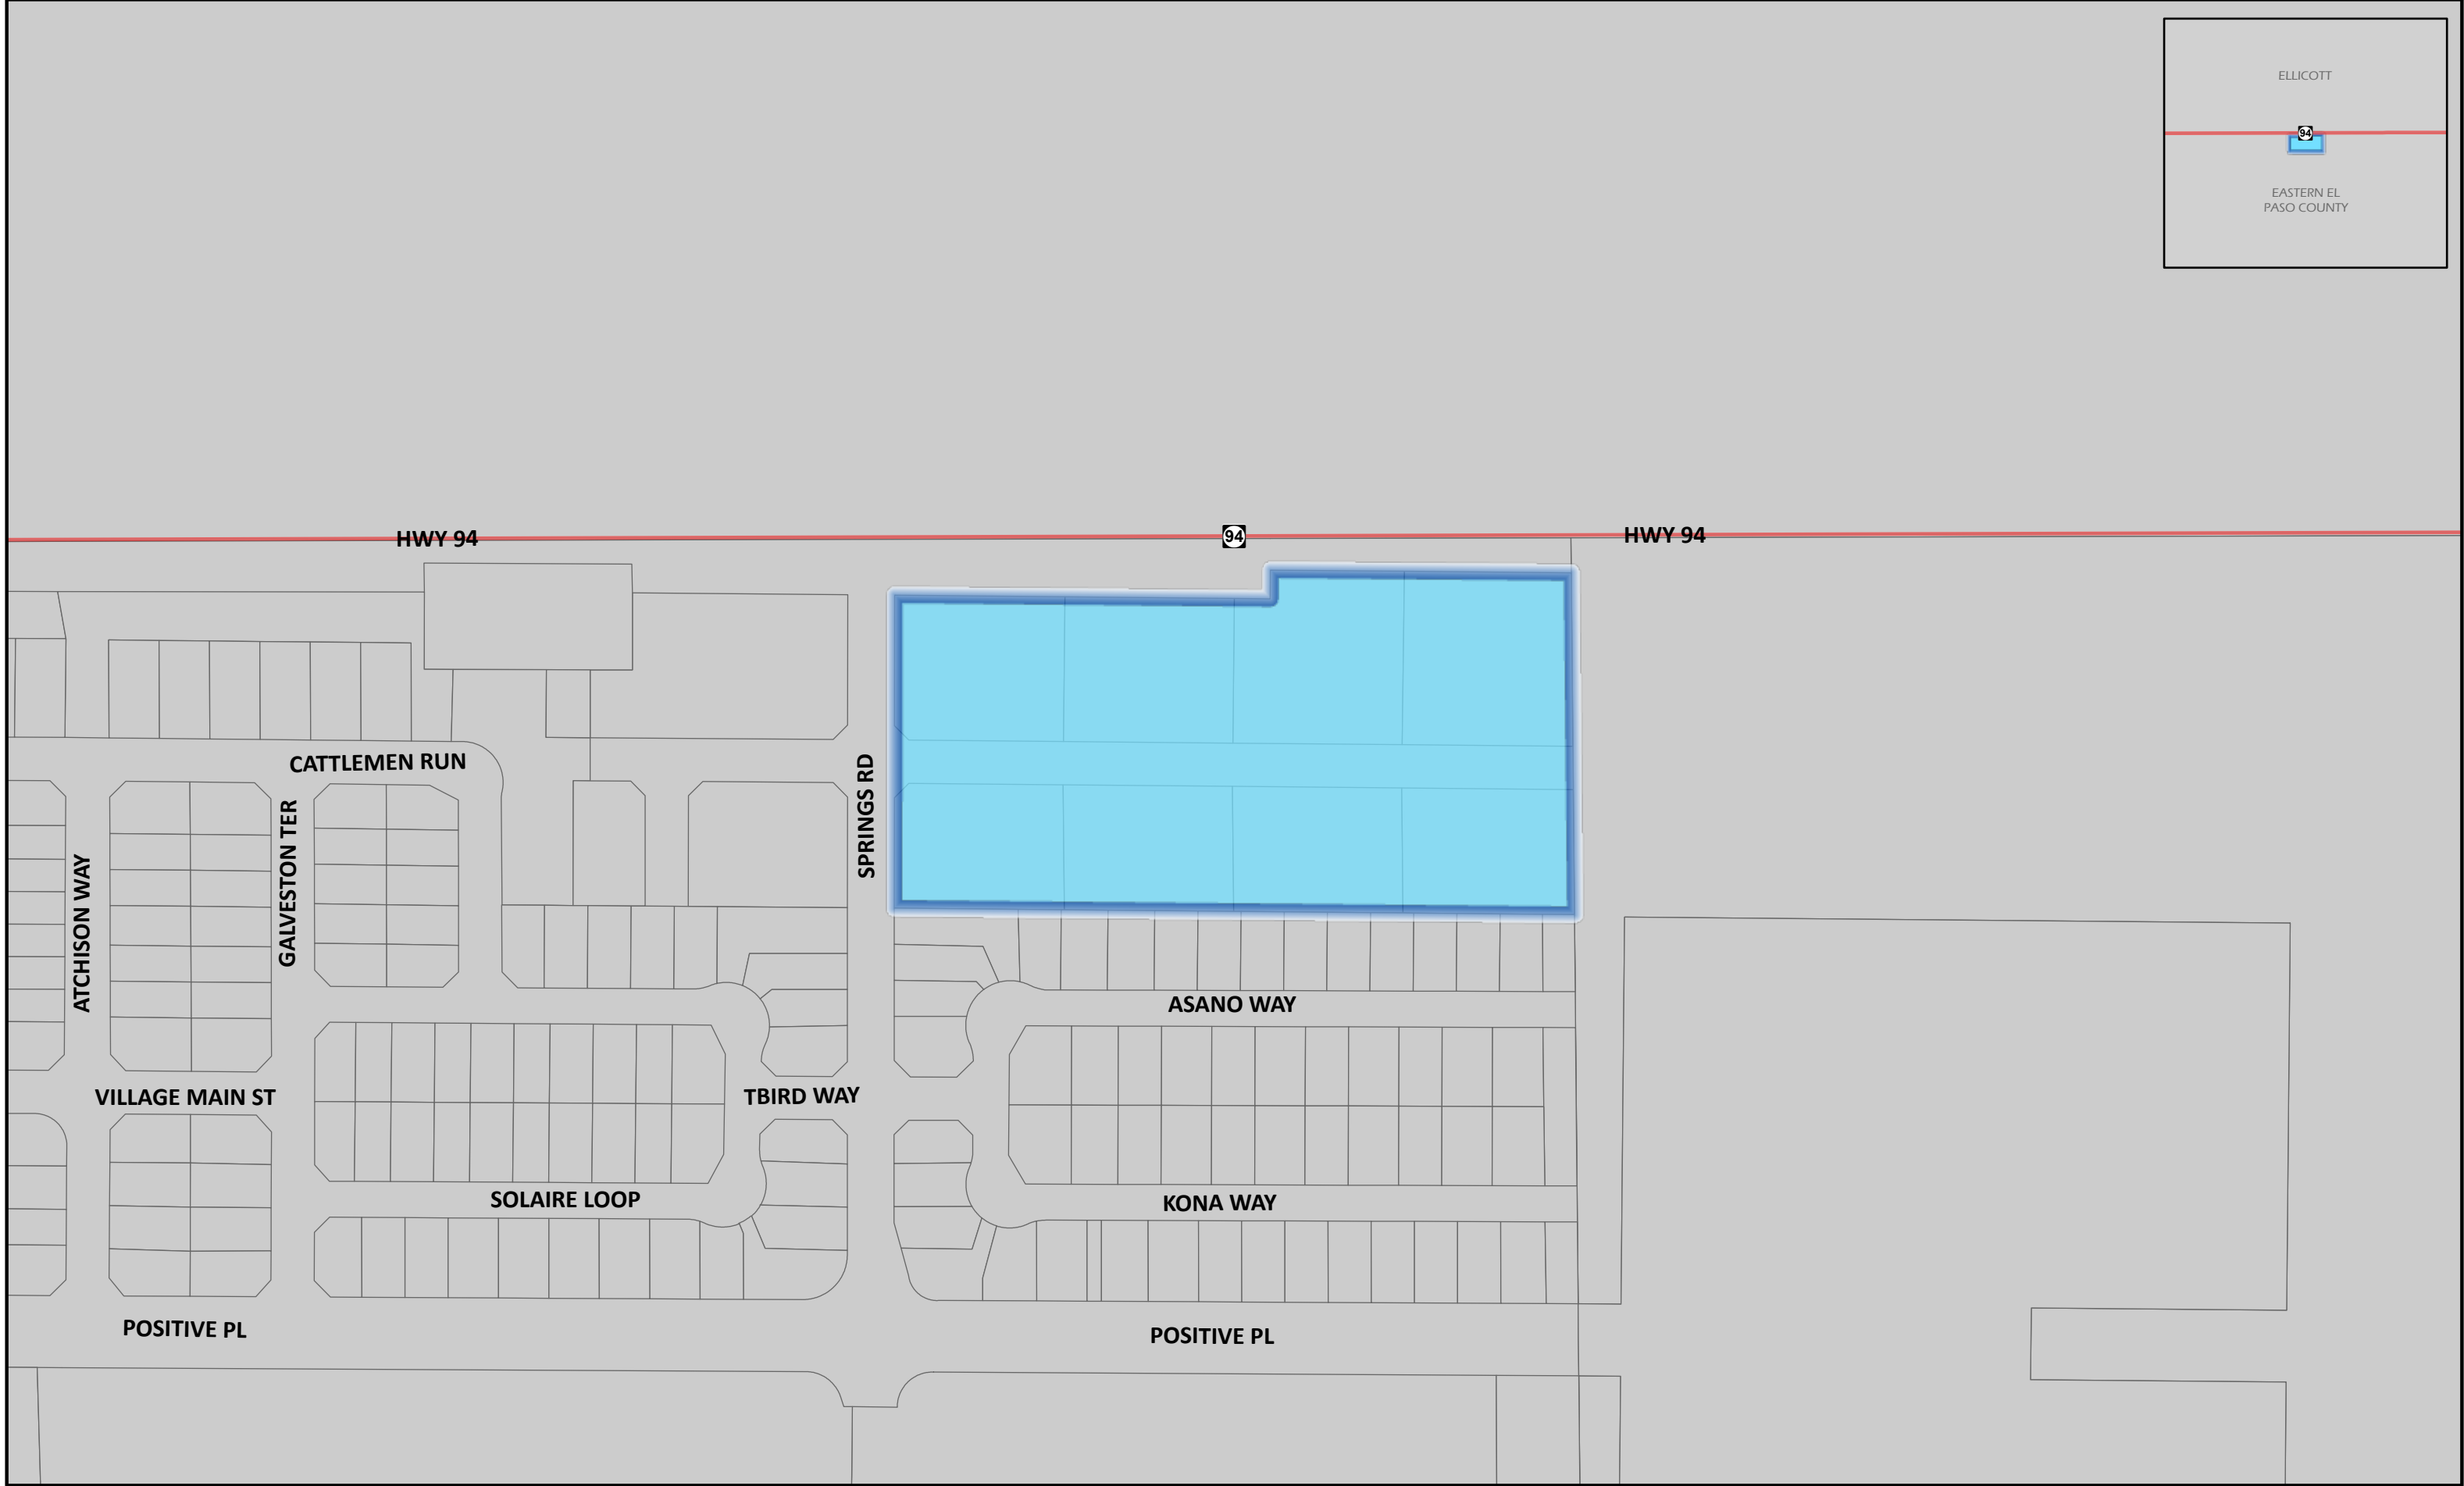 ELLICOTT
94
EASTERN EL
PASO COUNTY
HWY 94
94
HWY 94
CATTLEMEN RUN
SPRINGS RD
GALVESTON TER
ATCHISON WAY
ASANO WAY
VILLAGE MAIN ST
TBIRD WAY
SOLAIRE LOOP
KONA WAY
POSITIVE PL
POSITIVE PL